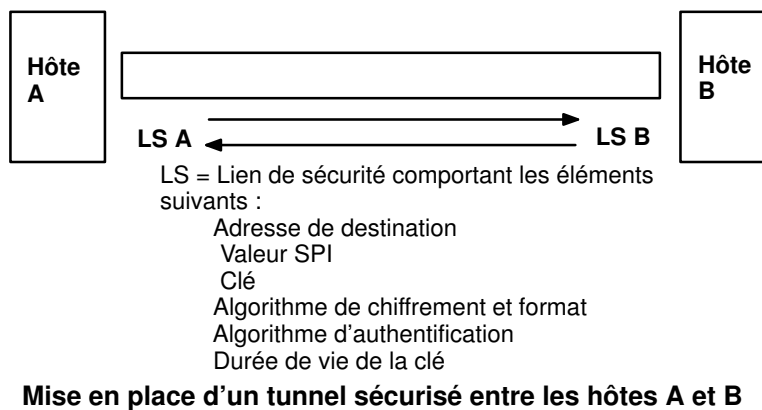 Hôte
A
Hôte
B
LS A
LS B
LS = Lien de sécurité comportant les éléments
suivants :
Adresse de destination
Valeur SPI
Clé
Algorithme de chiffrement et format
Algorithme d'authentification
Durée de vie de la clé
Mise en place d'un tunnel sécurisé entre les hôtes A et B